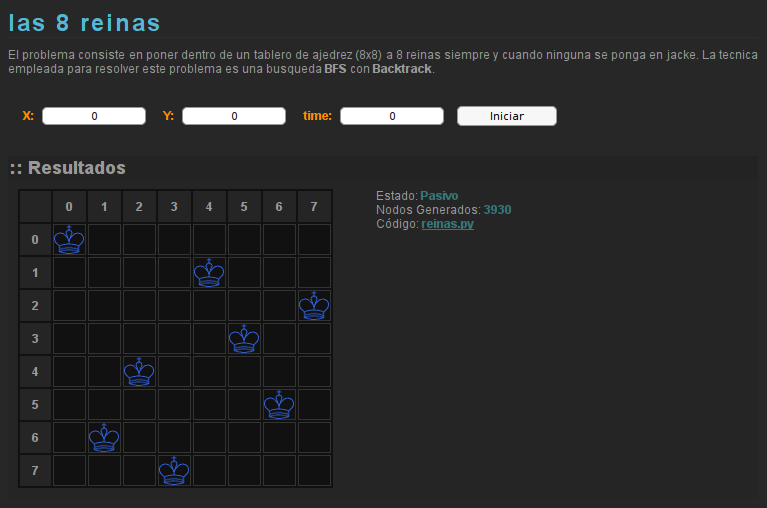 las 8 reinas
El problema consiste en poner dentro de un tablero de ajedrez (8x8) a 8 reinas siempre y cuando ninguna se ponga en jacke. La tecnica
empleada para resolver este problema es una busqueda BFS con Backtrack.
X: 0 Y: 0 time: 0 Iniciar
:: Resultados
Estado: Pasivo
Nodos Generados: 3930
Código: reinas.py
0 1 2 3 4 5 6 7
0
1
2
3
4
5
6
7